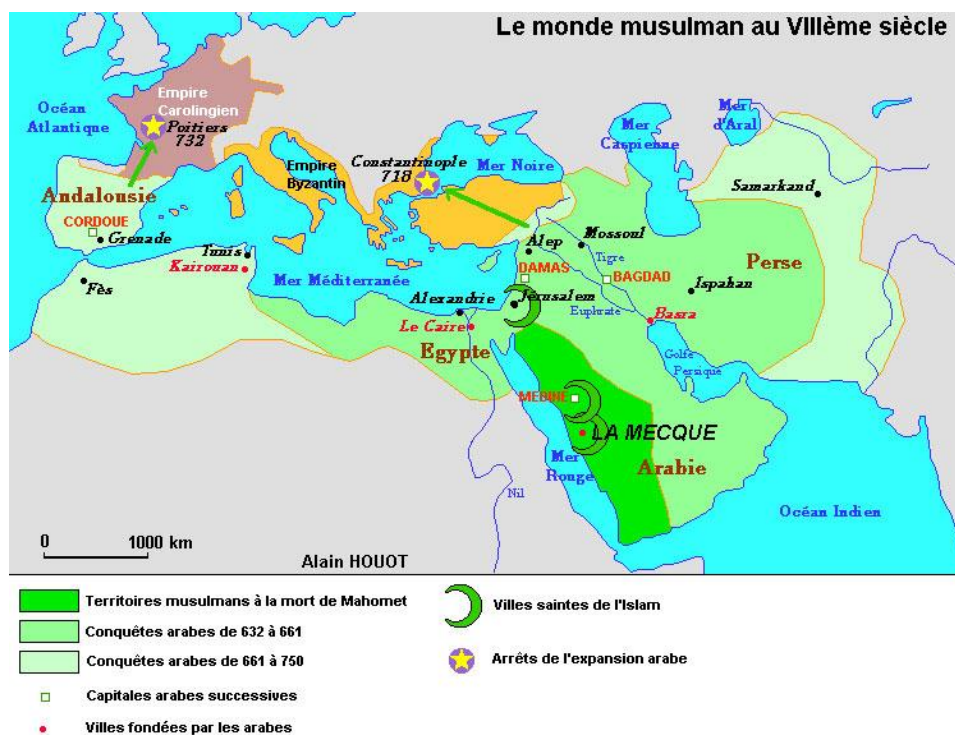 Le monde musulman au VIIIème siècle
Océan
Atlantique
Empire
Carolingien
Poitiers
732
Mer
d'Aral
Mer
Caspienne
Constantinople
718
Mer Noire
Empire
Byzantin
Andalousie
CORDOUE
Grenade
Samarkand
Tunis
Kairouan
Fès
Mer Méditerranée
Alep
Mossoul
Tigre
DAMAS
BAGDAD
Perse
Ispahan
Alexandrie
Jérusalem
Euphrate
Basra
Le Caire
Egypte
Golfe
Persique
MEDINE
LA MECQUE
Mer
Rouge
Arabie
Nil
Océan Indien
0 1000 km
Alain HOUOT
Territoires musulmans à la mort de Mahomet
Conquêtes arabes de 632 à 661
Conquêtes arabes de 661 à 750
Capitales arabes successives
Villes fondées par les arabes
Villes saintes de l'Islam
Arrêts de l'expansion arabe